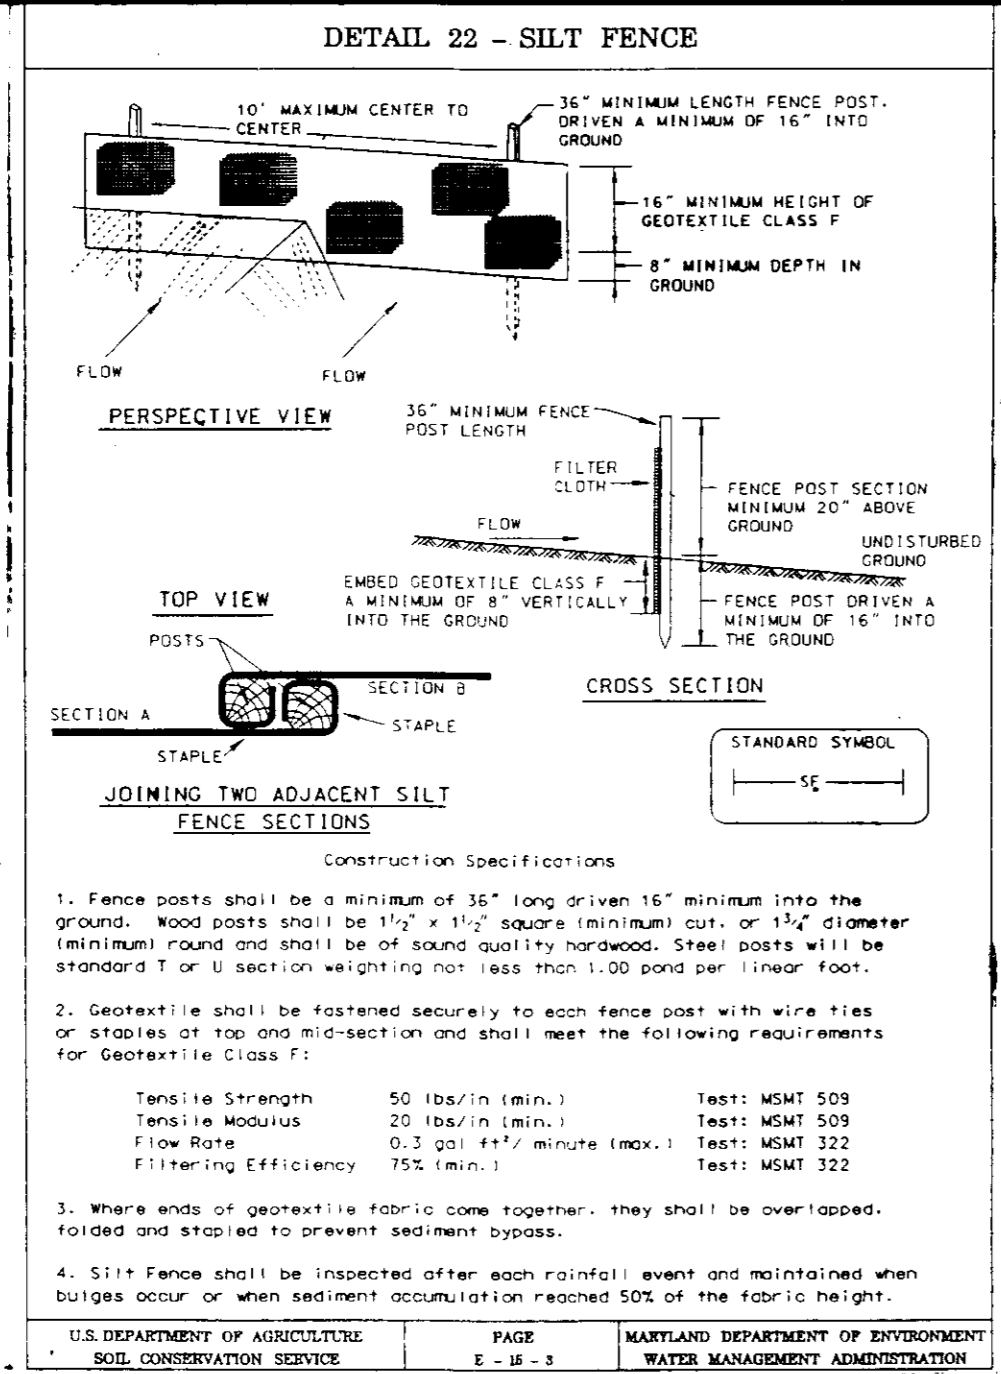 DETAIL 22 - SILT FENCE
10' MAXIMUM CENTER TO
CENTER
36" MINIMUM LENGTH FENCE POST,
DRIVEN A MINIMUM OF 16" INTO
GROUND
16" MINIMUM HEIGHT OF
GEOTEXTILE CLASS F
8" MINIMUM DEPTH IN
GROUND
FLOW
FLOW
PERSPECTIVE VIEW
36" MINIMUM FENCE
POST LENGTH
FILTER
CLOTH
FENCE POST SECTION
MINIMUM 20" ABOVE
GROUND
FLOW
UNDISTURBED
GROUND
EMBED GEOTEXTILE CLASS F
A MINIMUM OF 8" VERTICALLY
INTO THE GROUND
FENCE POST DRIVEN A
MINIMUM OF 16" INTO
THE GROUND
CROSS SECTION
TOP VIEW
POSTS
SECTION B
SECTION A
STAPLE
STAPLE
JOINING TWO ADJACENT SILT
FENCE SECTIONS
STANDARD SYMBOL
SF
Construction Specifications
1. Fence posts shall be a minimum of 36" long driven 16" minimum into the
ground. Wood posts shall be 1 1/2" x 1 1/2" square (minimum) cut, or 1 3/4" diameter
(minimum) round and shall be of sound quality hardwood. Steel posts will be
standard T or U section weighting not less than 1.00 pond per linear foot.
2. Geotextile shall be fastened securely to each fence post with wire ties
or staples at top and mid-section and shall meet the following requirements
for Geotextile Class F:
Tensile Strength 50 lbs/in (min.) Test: MSMT 509
Tensile Modulus 20 lbs/in (min.) Test: MSMT 509
Flow Rate 0.3 gal ft²/ minute (max.) Test: MSMT 322
Filtering Efficiency 75% (min.) Test: MSMT 322
3. Where ends of geotextile fabric come together, they shall be overlapped,
folded and stapled to prevent sediment bypass.
4. Silt Fence shall be inspected after each rainfall event and maintained when
bulges occur or when sediment accumulation reached 50% of the fabric height.
U.S. DEPARTMENT OF AGRICULTURE
SOIL CONSERVATION SERVICE
PAGE
E - 15 - 3
MARYLAND DEPARTMENT OF ENVIRONMENT
WATER MANAGEMENT ADMINISTRATION